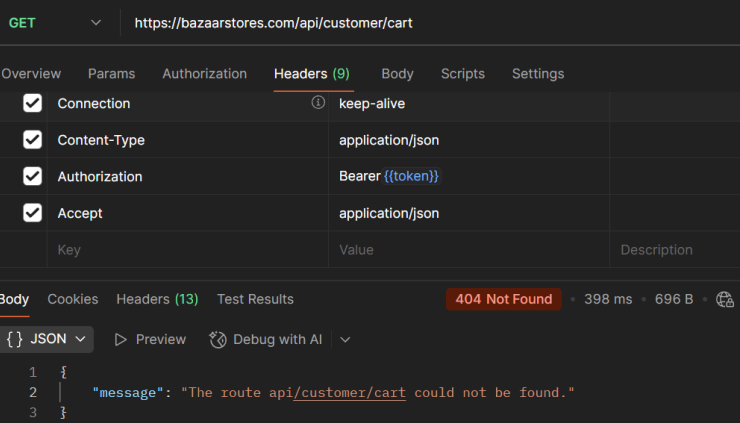 GET https://bazaarstores.com/api/customer/cart
Overview Params Authorization Headers (9) Body Scripts Settings
Connection keep-alive
Content-Type application/json
Authorization Bearer {{token}}
Accept application/json
Key Value Description
Body Cookies Headers (13) Test Results 404 Not Found • 398 ms • 696 B •
{} JSON Preview Debug with AI
1 {
2 "message": "The route api/customer/cart could not be found."
3 }